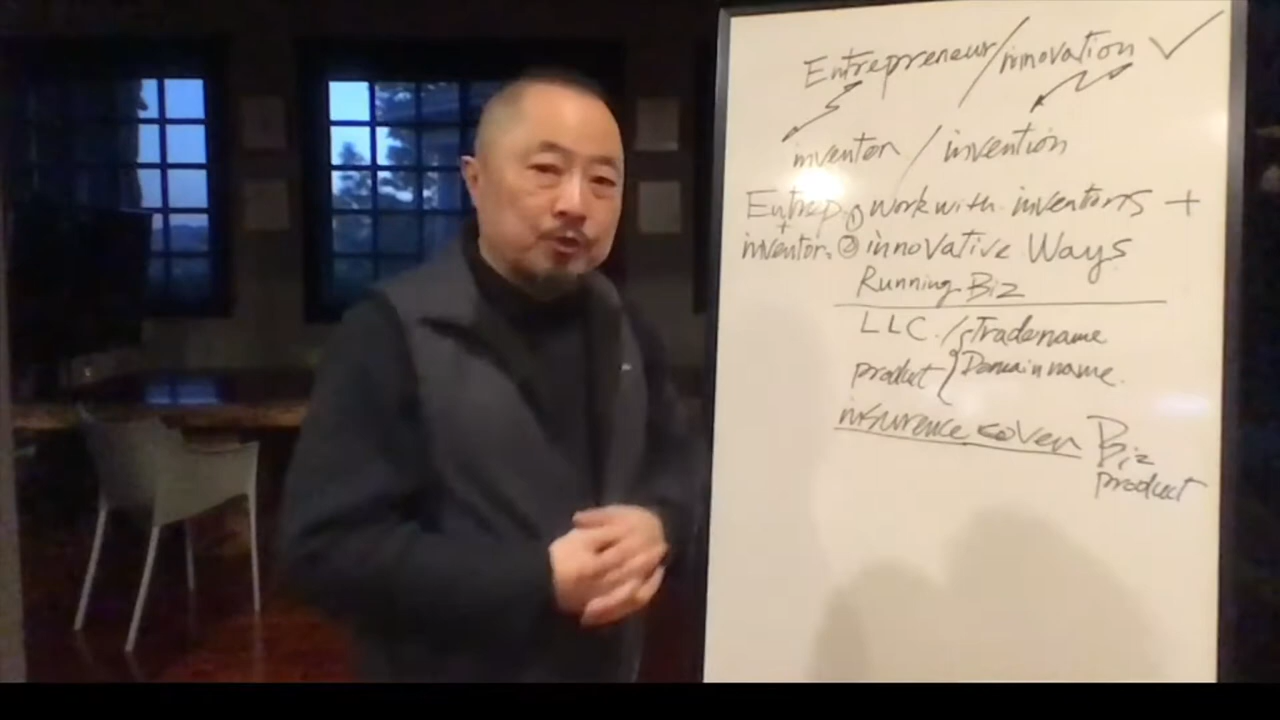 Entrepreneur/innovation ✓
inventor / invention
Entrep. ① work with inventors +
+
inventor. ② innovative Ways
Running Biz
LLC. / { Tradename
product { Domain name.
insurence cover Biz
product